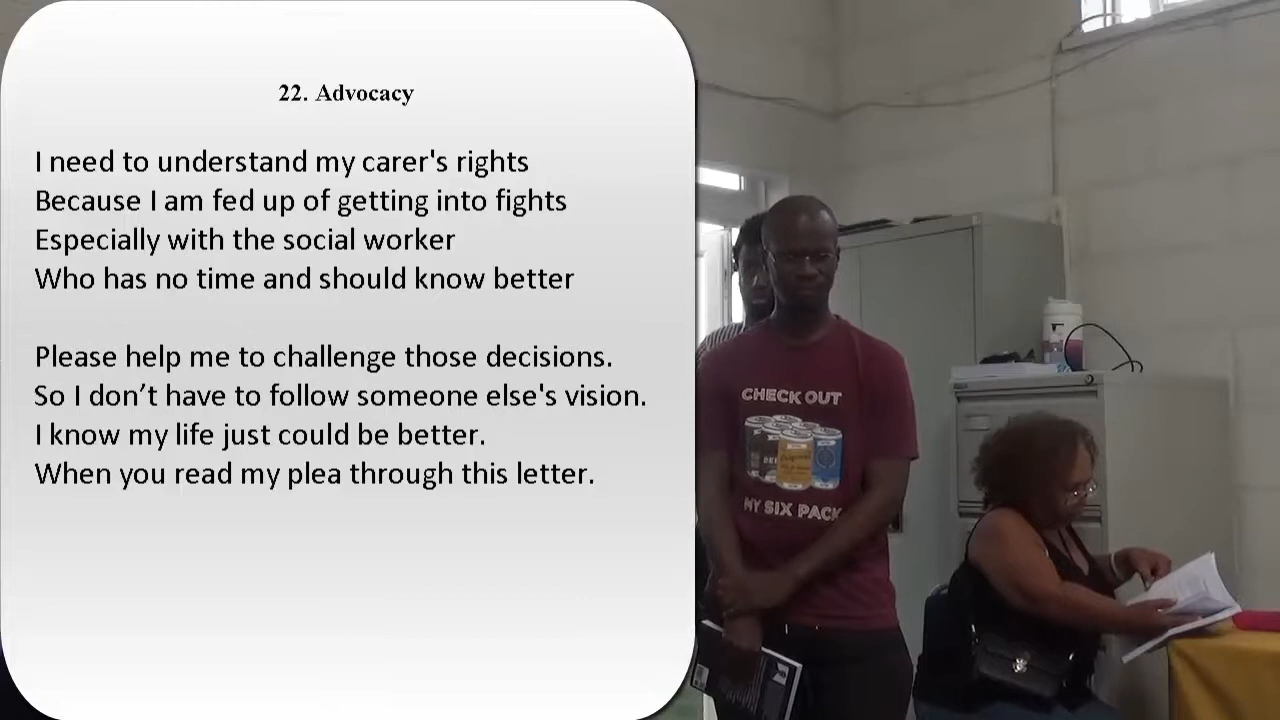 22. Advocacy
I need to understand my carer's rights
Because I am fed up of getting into fights
Especially with the social worker
Who has no time and should know better
Please help me to challenge those decisions.
So I don’t have to follow someone else's vision.
I know my life just could be better.
When you read my plea through this letter.
CHECK OUT
MY SIX PACK